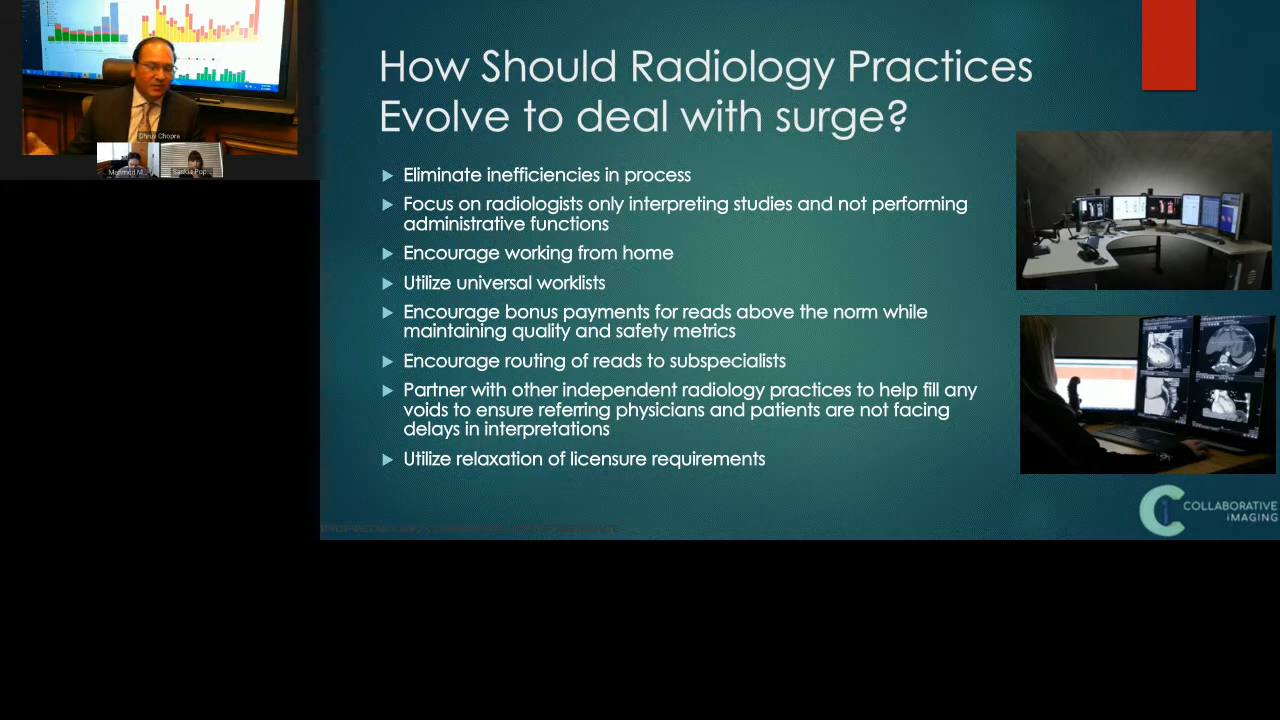 Dhruv Chopra
How Should Radiology Practices
Evolve to deal with surge?
Eliminate inefficiencies in process
Focus on radiologists only interpreting studies and not performing
administrative functions
Encourage working from home
Utilize universal worklists
Encourage bonus payments for reads above the norm while
maintaining quality and safety metrics
Encourage routing of reads to subspecialists
Partner with other independent radiology practices to help fill any
voids to ensure referring physicians and patients are not facing
delays in interpretations
Utilize relaxation of licensure requirements
COLLABORATIVE
iMAGING